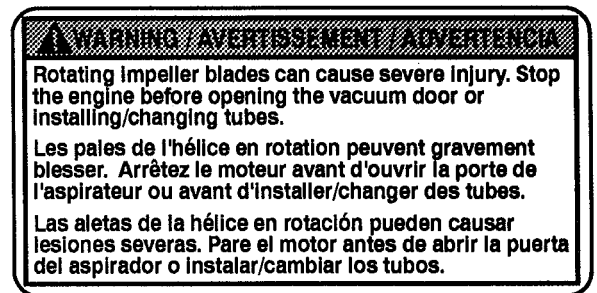 WARNING / AVERTISSEMENT / ADVERTENCIA
Rotating impeller blades can cause severe injury. Stop
the engine before opening the vacuum door or
installing/changing tubes.
Les pales de l'hélice en rotation peuvent gravement
blesser. Arrêtez le moteur avant d'ouvrir la porte de
l'aspirateur ou avant d'installer/changer des tubes.
Las aletas de la hélice en rotación pueden causar
lesiones severas. Pare el motor antes de abrir la puerta
del aspirador o instalar/cambiar los tubos.